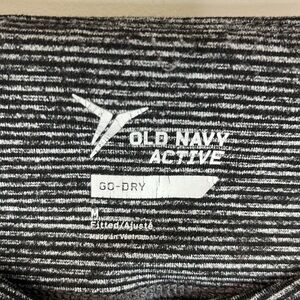 OLD NAVY
ACTIVE
GO-DRY
M
Fitted/Ajusté